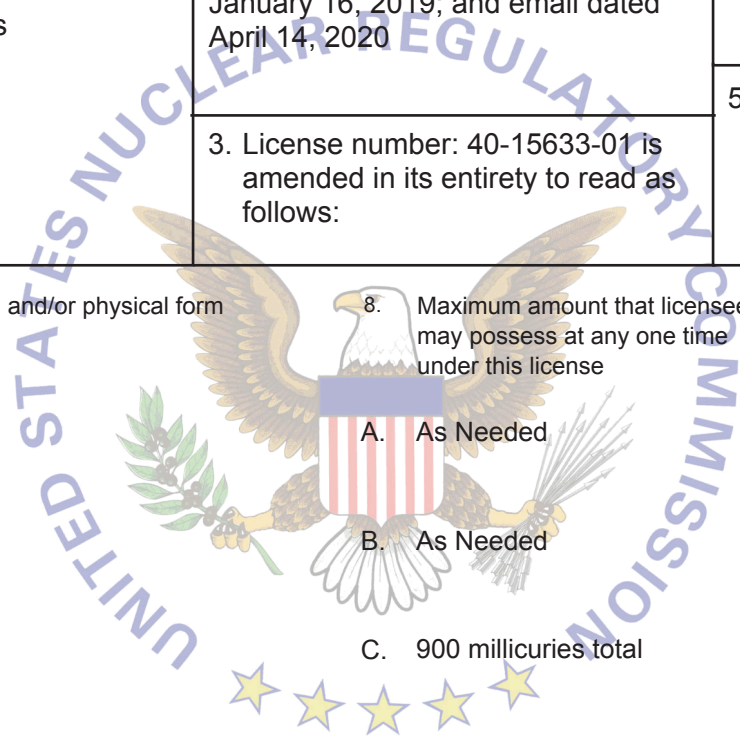 s
January 16, 2019; and email dated
April 14, 2020
5
3. License number: 40-15633-01 is
amended in its entirety to read as
follows:
and/or physical form
8. Maximum amount that licensee
may possess at any one time
under this license
A. As Needed
B. As Needed
C. 900 millicuries total
UNITED STATES NUCLEAR REGULATORY COMMISSION